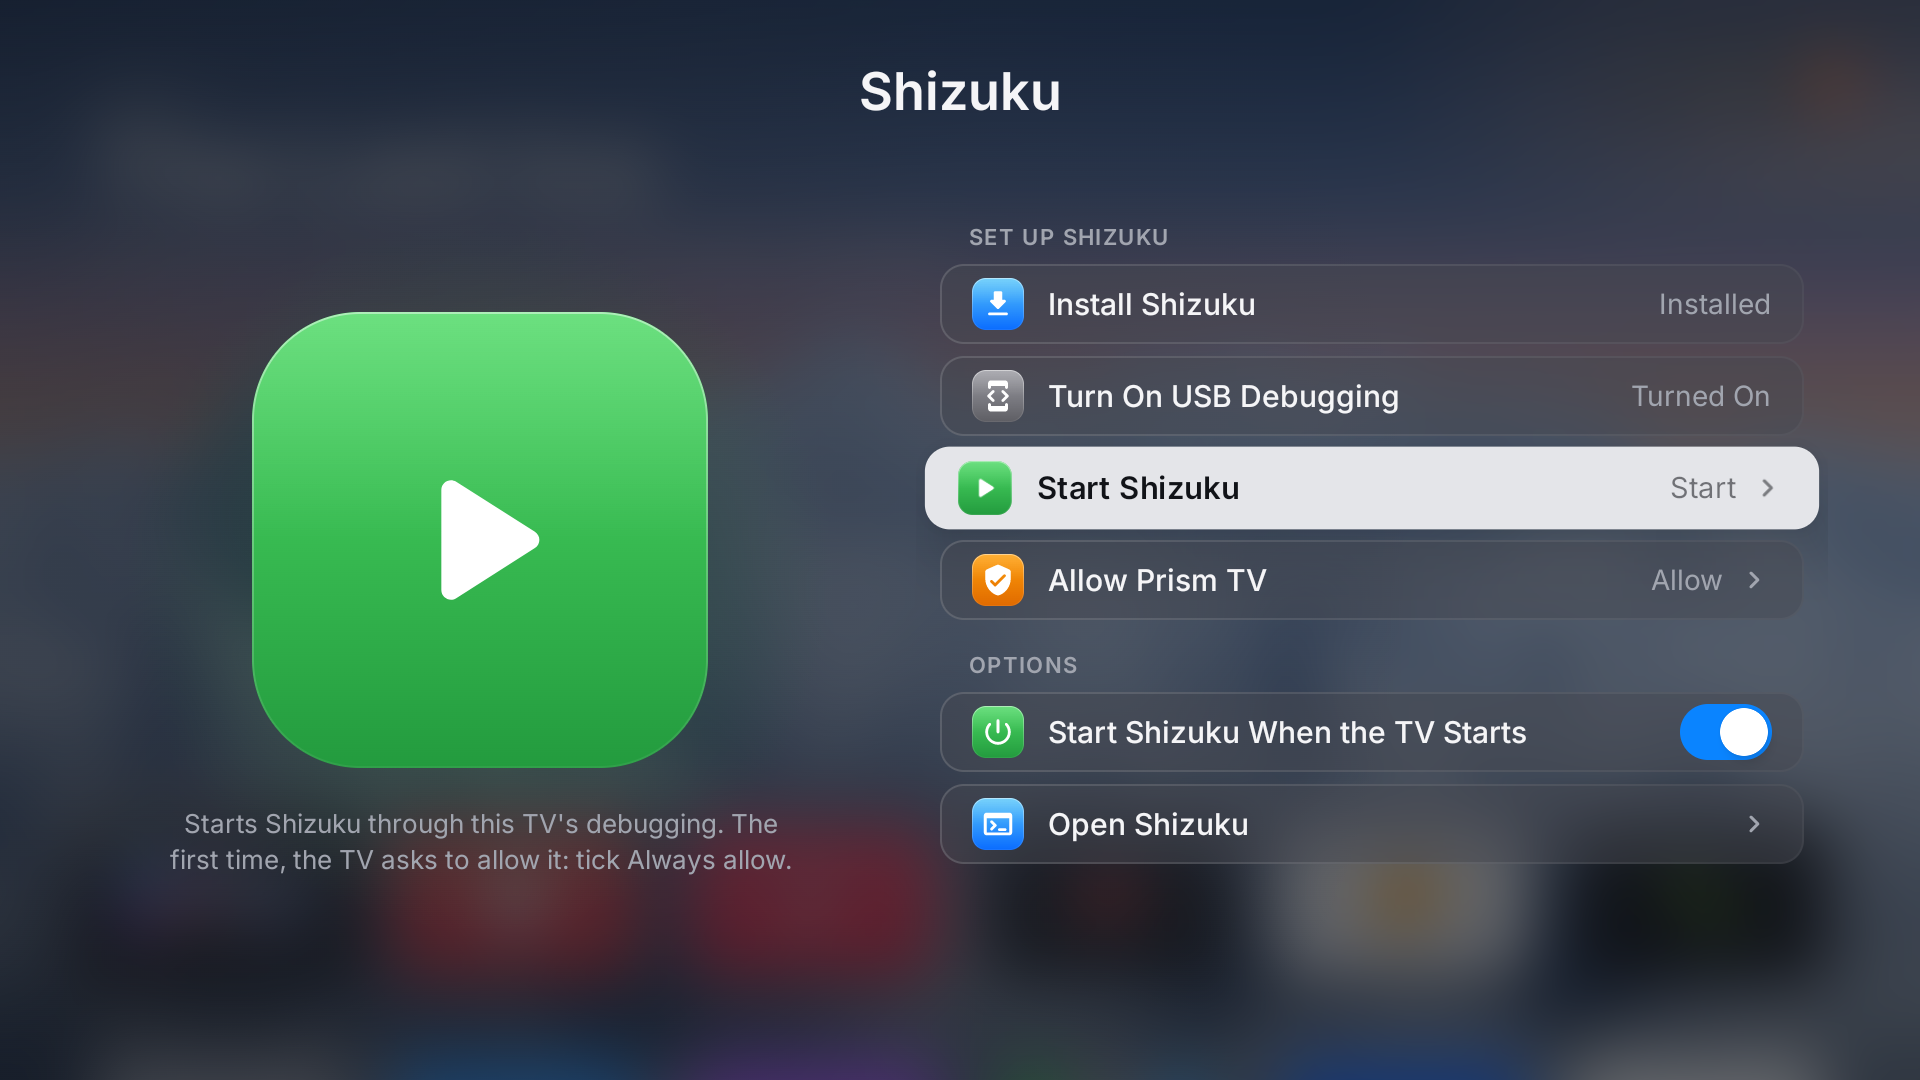 Shizuku
SET UP SHIZUKU
Install Shizuku Installed
Turn On USB Debugging Turned On
Start Shizuku Start
Allow Prism TV Allow
OPTIONS
Start Shizuku When the TV Starts
Open Shizuku
Starts Shizuku through this TV's debugging. The
first time, the TV asks to allow it: tick Always allow.